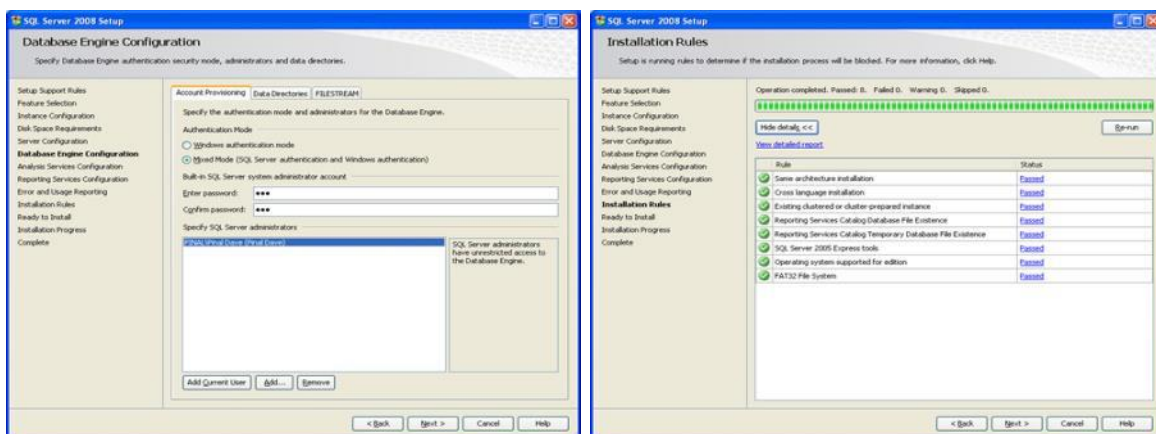 SQL Server 2008 Setup
Database Engine Configuration
Specify Database Engine authentication security mode, administrators and data directories.
Setup Support Rules
Feature Selection
Instance Configuration
Disk Space Requirements
Server Configuration
Database Engine Configuration
Analysis Services Configuration
Reporting Services Configuration
Error and Usage Reporting
Installation Rules
Ready to Install
Installation Progress
Complete
Account Provisioning Data Directories FILESTREAM
Specify the authentication mode and administrators for the Database Engine.
Authentication Mode
Windows authentication mode
Mixed Mode (SQL Server authentication and Windows authentication)
Built-in SQL Server system administrator account
Enter password: ●●●
Confirm password: ●●●
Specify SQL Server administrators
PINAL\Pinal Dave (Pinal Dave)
SQL Server administrators
have unrestricted access to
the Database Engine.
Add Current User Add... Remove
< Back Next > Cancel Help
SQL Server 2008 Setup
Installation Rules
Setup is running rules to determine if the installation process will be blocked. For more information, click Help.
Setup Support Rules
Feature Selection
Instance Configuration
Disk Space Requirements
Server Configuration
Database Engine Configuration
Analysis Services Configuration
Reporting Services Configuration
Error and Usage Reporting
Installation Rules
Ready to Install
Installation Progress
Complete
Operation completed. Passed: 8. Failed 0. Warning 0. Skipped 0.
Hide details << Re-run
View detailed report
Rule Status
Same architecture installation Passed
Cross language installation Passed
Existing clustered or cluster-prepared instance Passed
Reporting Services Catalog Database File Existence Passed
Reporting Services Catalog Temporary Database File Existence Passed
SQL Server 2005 Express tools Passed
Operating system supported for edition Passed
FAT32 File System Passed
< Back Next > Cancel Help